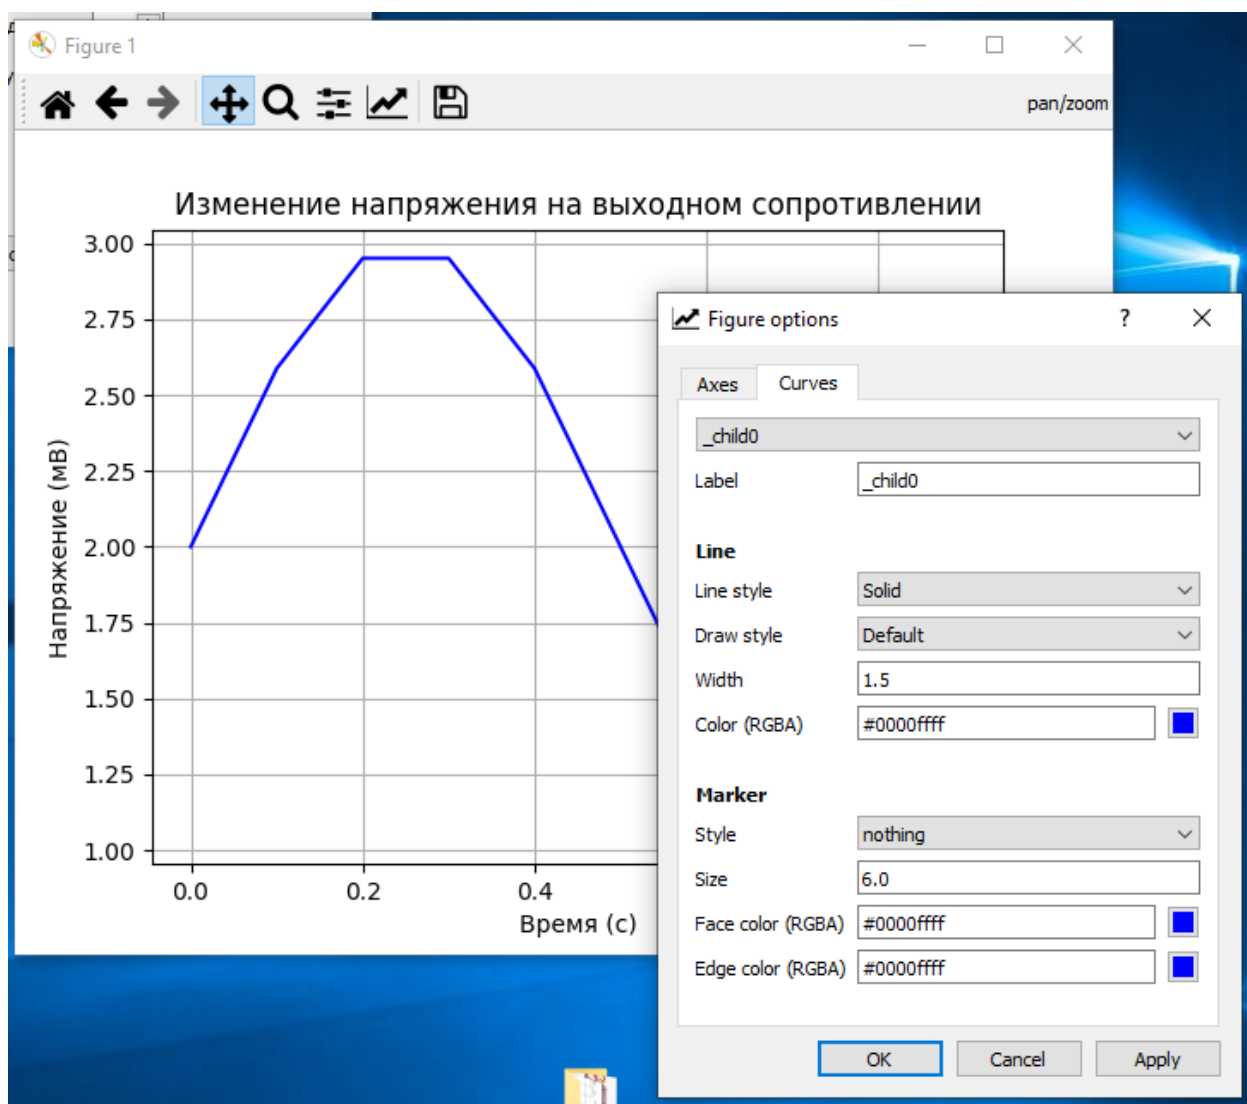 Figure 1
pan/zoom
Изменение напряжения на выходном сопротивлении
3.00
2.75
2.50
2.25
2.00
1.75
1.50
1.25
1.00
Напряжение (мВ)
0.0
0.2
0.4
Время (с)
Figure options
?
Axes
Curves
_child0
Label
_child0
Line
Line style
Solid
Draw style
Default
Width
1.5
Color (RGBA)
#0000ffff
Marker
Style
nothing
Size
6.0
Face color (RGBA)
#0000ffff
Edge color (RGBA)
#0000ffff
OK
Cancel
Apply